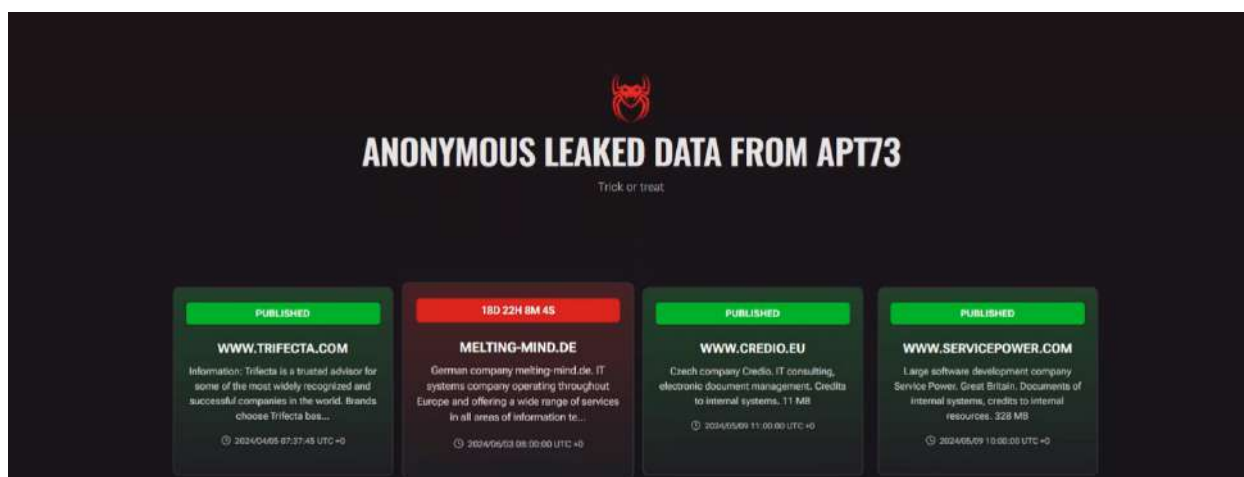 ANONYMOUS LEAKED DATA FROM APT73
Trick or treat
PUBLISHED
WWW.TRIFECTA.COM
Information: Trifecta is a trusted advisor for
some of the most widely recognized and
successful companies in the world. Brands
choose Trifecta bas...
2024/04/05 07:37:45 UTC +0
18D 22H 8M 4S
MELTING-MIND.DE
German company melting-mind.de. IT
systems company operating throughout
Europe and offering a wide range of services
in all areas of information te...
2024/06/03 08:00:00 UTC +0
PUBLISHED
WWW.CREDIO.EU
Czech company Credio. IT consulting,
electronic document management. Credits
to internal systems. 11 MB
2024/05/09 11:00:00 UTC +0
PUBLISHED
WWW.SERVICEPOWER.COM
Large software development company
Service Power. Great Britain. Documents of
internal systems, credits to internal
resources. 328 MB
2024/05/09 10:00:00 UTC +0